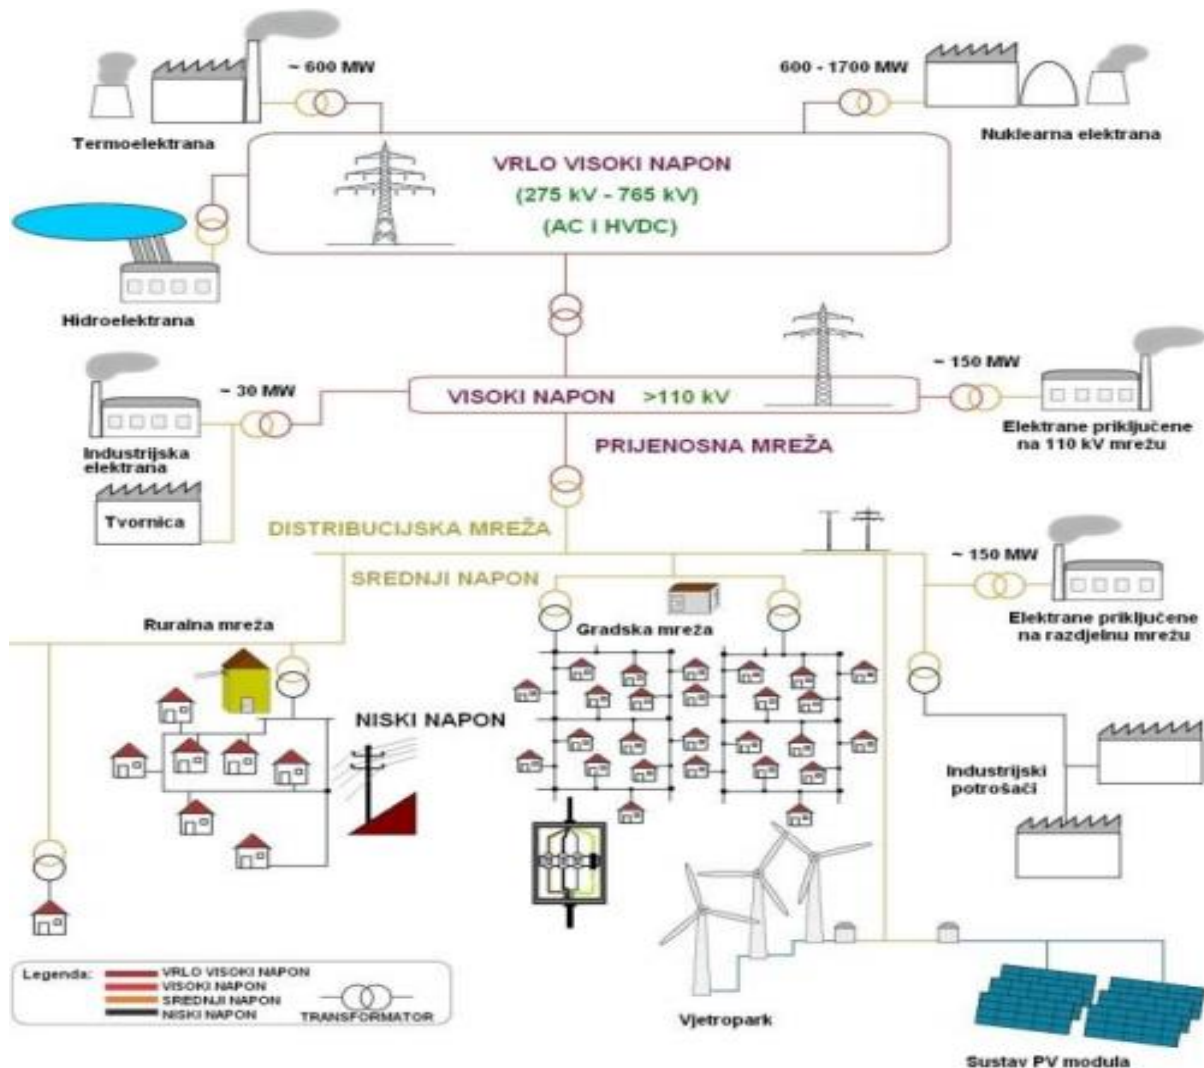 ~ 600 MW
600 - 1700 MW
Termoelektrana
Nuklearna elektrana
VRLO VISOKI NAPON
(275 kV - 765 kV)
(AC I HVDC)
Hidroelektrana
~ 30 MW
VISOKI NAPON >110 kV
~ 150 MW
Industrijska
elektrana
PRIJENOSNA MREŽA
Elektrane priključene
na 110 kV mrežu
Tvornica
DISTRIBUCIJSKA MREŽA
SREDNJI NAPON
~ 150 MW
Ruralna mreža
Gradska mreža
Elektrane priključene
na razdjelnu mrežu
NISKI NAPON
Industrijski
potrošači
Legenda:
VRLO VISOKI NAPON
VISOKI NAPON
SREDNJI NAPON
NISKI NAPON
TRANSFORMATOR
Vjetropark
Sustav PV modula